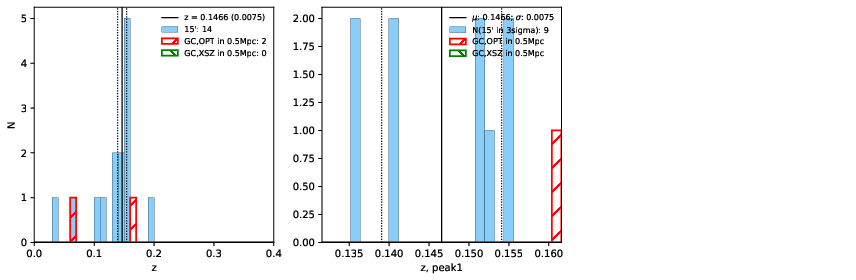 z = 0.1466 (0.0075)
15': 14
GC,OPT in 0.5Mpc: 2
GC,XSZ in 0.5Mpc: 0
5
4
3
2
1
0
N
0.0 0.1 0.2 0.3 0.4
z
μ: 0.1466, σ: 0.0075
N(15' in 3sigma): 9
GC,OPT in 0.5Mpc
GC,XSZ in 0.5Mpc
2.00
1.75
1.50
1.25
1.00
0.75
0.50
0.25
0.00
0.135 0.140 0.145 0.150 0.155 0.160
z, peak1